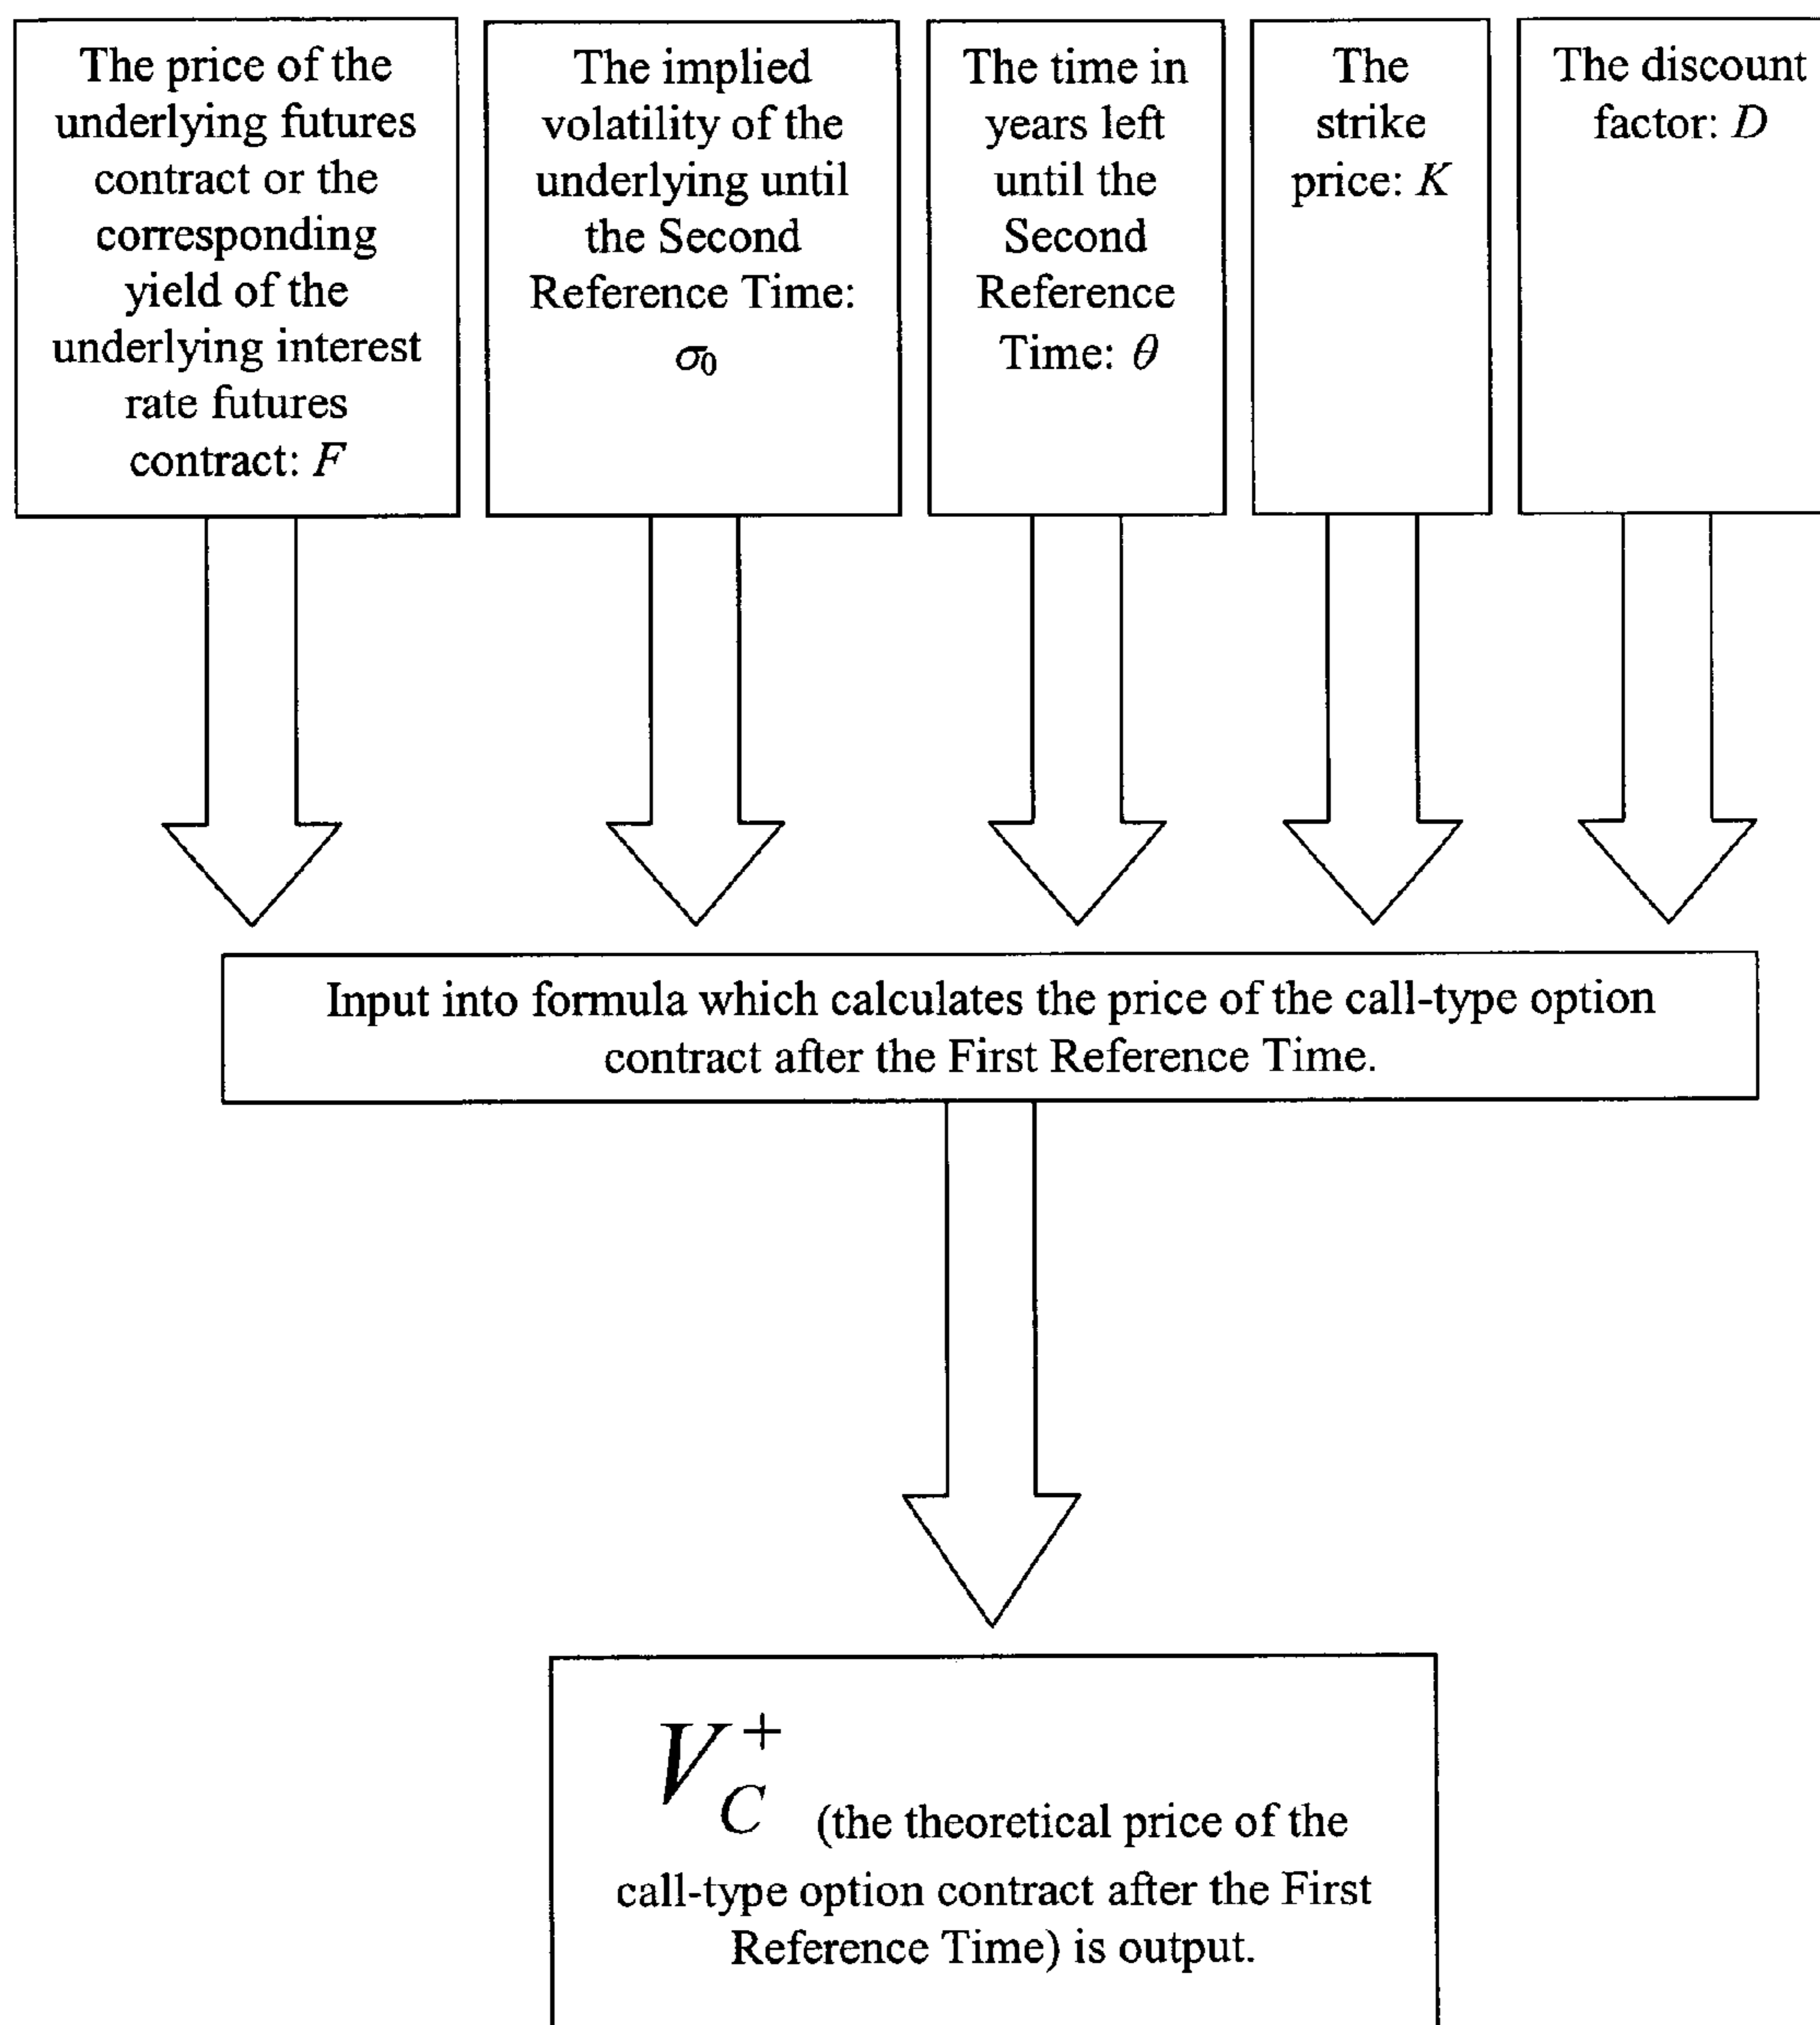 The price of the
underlying futures
contract or the
corresponding
yield of the
underlying interest
rate futures
contract: F
The implied
volatility of the
underlying until
the Second
Reference Time:
σ₀
The time in
years left
until the
Second
Reference
Time: θ
The
strike
price: K
The discount
factor: D
Input into formula which calculates the price of the call-type option
contract after the First Reference Time.
V_C^+ (the theoretical price of the
call-type option contract after the First
Reference Time) is output.